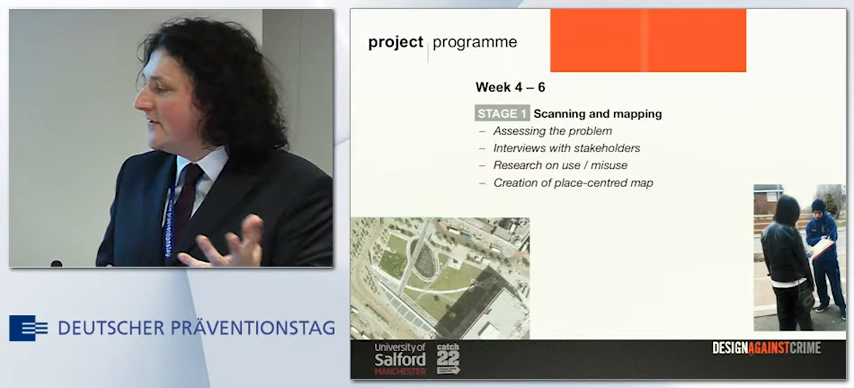 project programme
Week 4 – 6
STAGE 1 Scanning and mapping
– Assessing the problem
– Interviews with stakeholders
– Research on use / misuse
– Creation of place-centred map
DEUTSCHER PRÄVENTIONSTAG
University of
Salford
MANCHESTER
catch
22
DESIGNAGAINSTCRIME